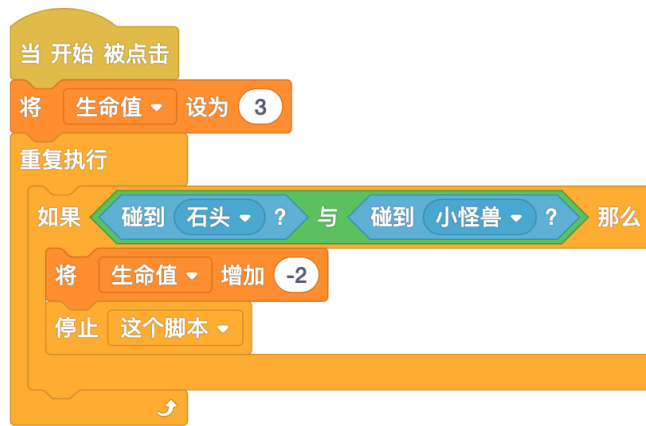 当 开始 被点击
将 生命值 设为 3
重复执行
如果 碰到 石头 ? 与 碰到 小怪兽 ? 那么
将 生命值 增加 -2
停止 这个脚本